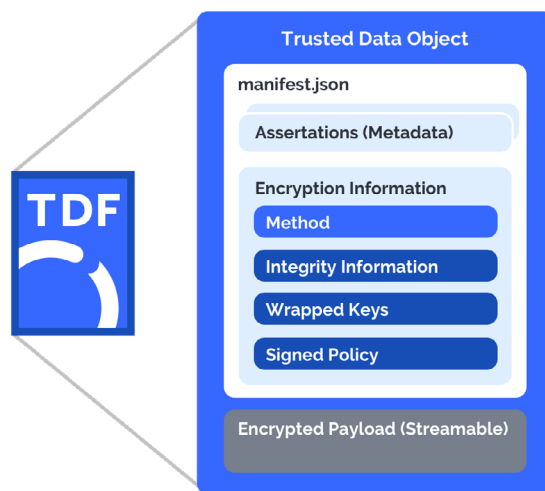 Trusted Data Object
manifest.json
Assertations (Metadata)
TDF
Encryption Information
Method
Integrity Information
Wrapped Keys
Signed Policy
Encrypted Payload (Streamable)